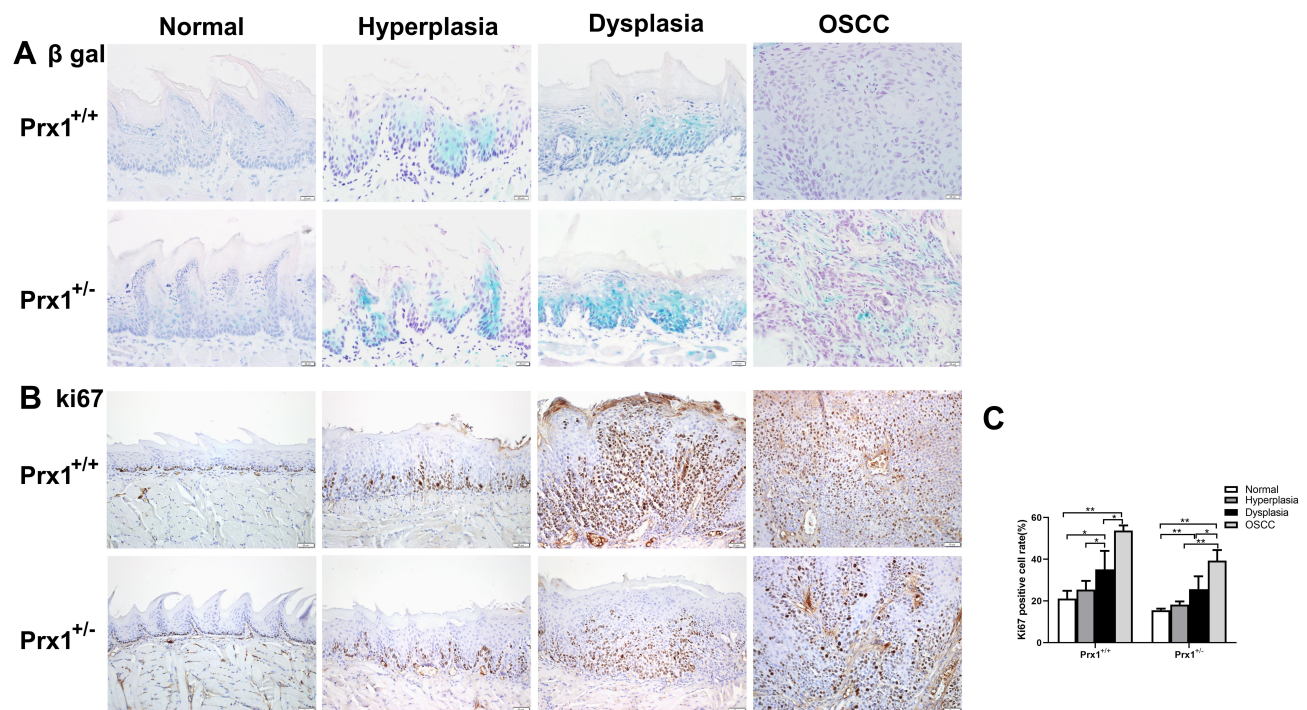 Normal Hyperplasia Dysplasia OSCC
A β gal
Prx1+/+
Prx1+/-
B ki67
Prx1+/+
Prx1+/-
C
Normal
Hyperplasia
Dysplasia
OSCC
Ki67 positive cell rate(%)
60
40
20
0
** * * *
** ** * **
Prx1+/+ Prx1+/-